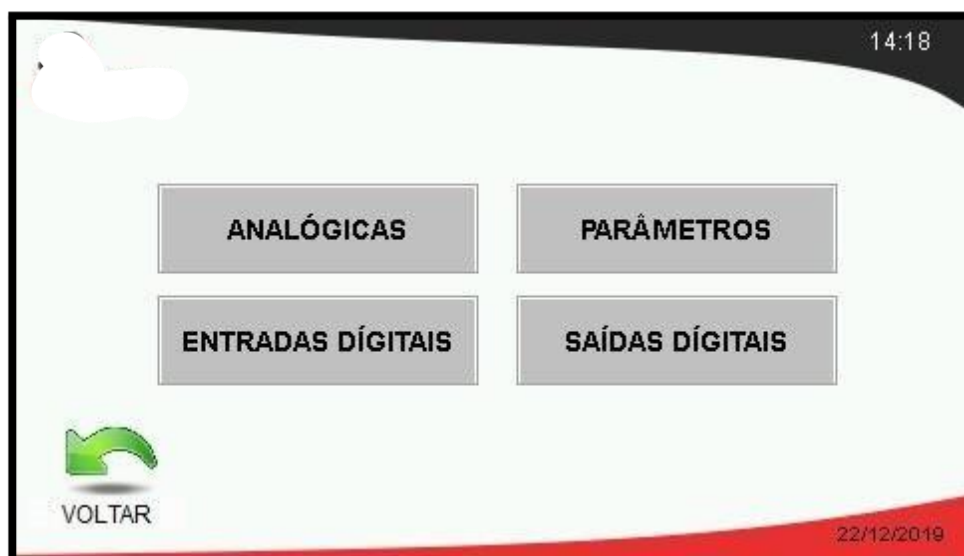 14:18
ANALÓGICAS
PARÂMETROS
ENTRADAS DÍGITAIS
SAÍDAS DÍGITAIS
VOLTAR
22/12/2019